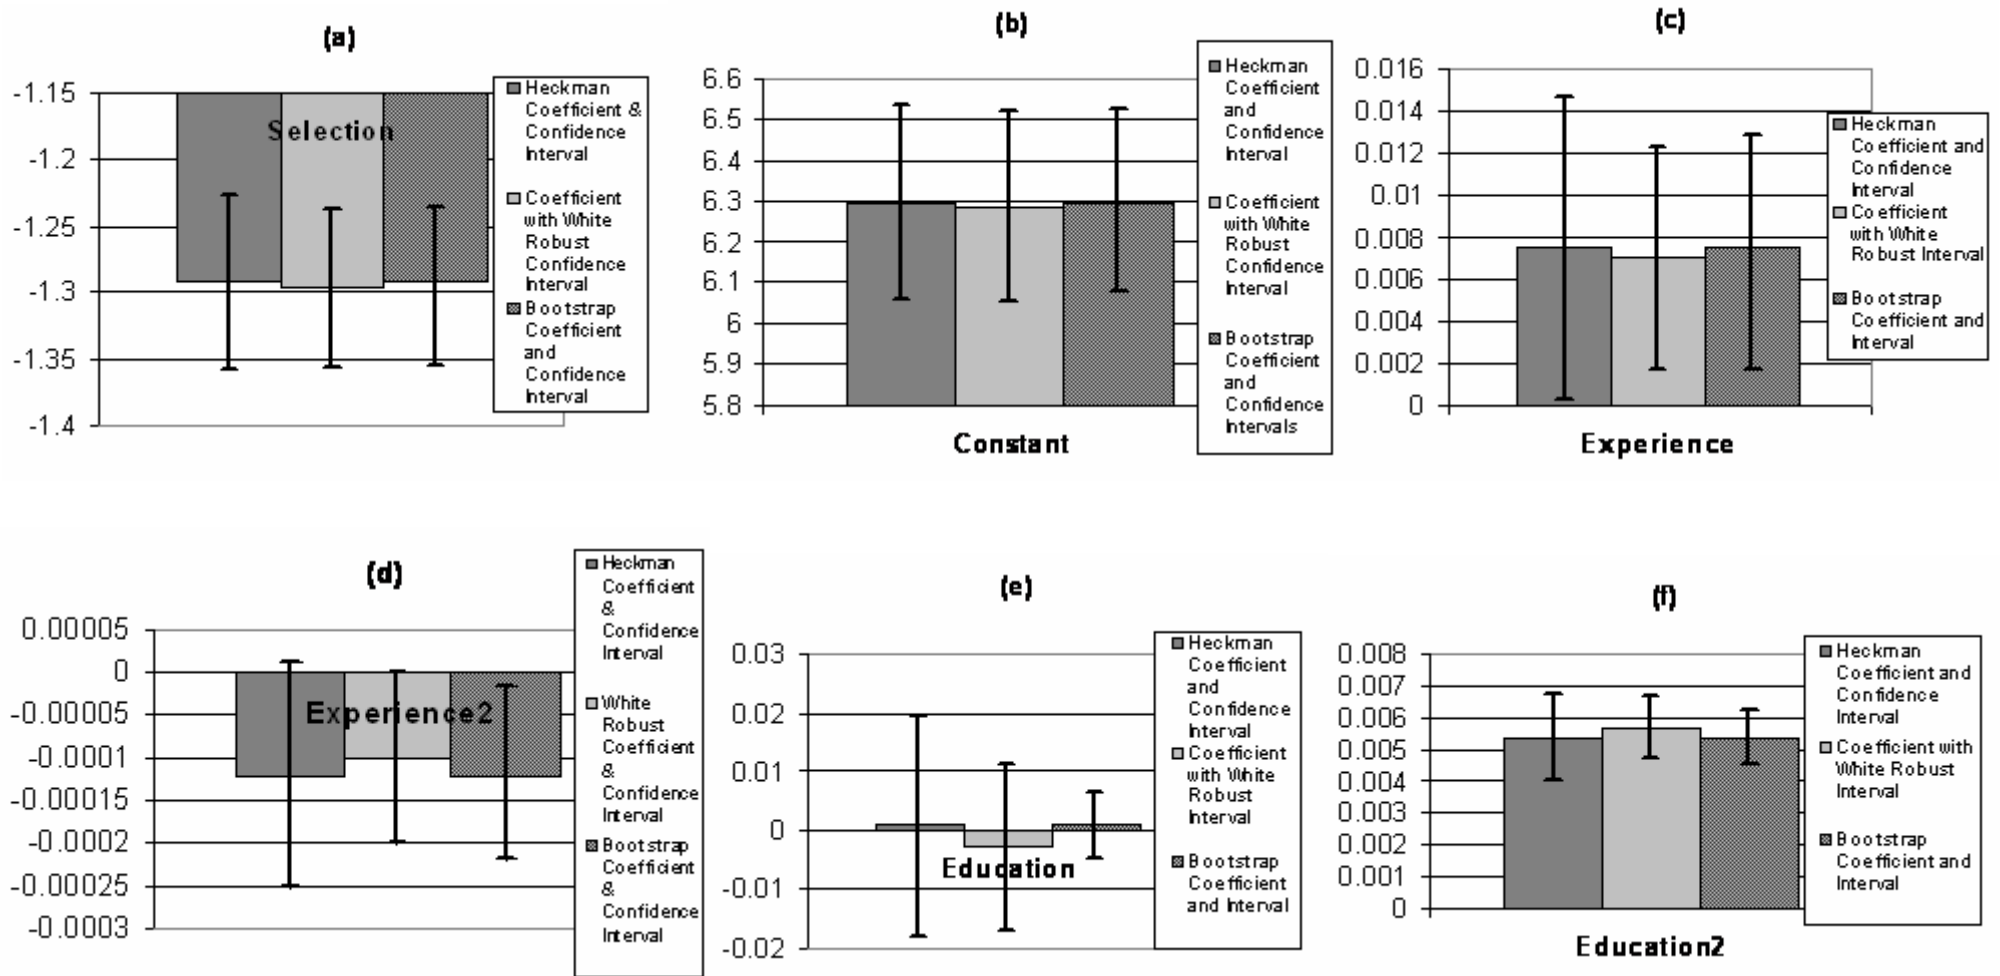 (a)
-1.15
-1.2
-1.25
-1.3
-1.35
-1.4
Selection
Heckman
Coefficient &
Confidence
Interval
Coefficient
with White
Robust
Confidence
Interval
Bootstrap
Coefficient
and
Confidence
Interval
(b)
6.6
6.5
6.4
6.3
6.2
6.1
6
5.9
5.8
Constant
Heckman
Coefficient
and
Confidence
Interval
Coefficient
with White
Robust
Confidence
Interval
Bootstrap
Coefficient
and
Confidence
Intervals
(c)
0.016
0.014
0.012
0.01
0.008
0.006
0.004
0.002
0
Experience
Heckman
Coefficient and
Confidence
Interval
Coefficient
with White
Robust Interval
Bootstrap
Coefficient and
Interval
(d)
0.00005
0
-0.00005
-0.0001
-0.00015
-0.0002
-0.00025
-0.0003
Experience2
Heckman
Coefficient
&
Confidence
Interval
White
Robust
Coefficient
&
Confidence
Interval
Bootstrap
Coefficient
&
Confidence
Interval
(e)
0.03
0.02
0.01
0
-0.01
-0.02
Education
Heckman
Coefficient
and
Confidence
Interval
Coefficient
with White
Robust
Interval
Bootstrap
Coefficient
and Interval
(f)
0.008
0.007
0.006
0.005
0.004
0.003
0.002
0.001
0
Education2
Heckman
Coefficient and
Confidence
Interval
Coefficient with
White Robust
Interval
Bootstrap
Coefficient and
Interval